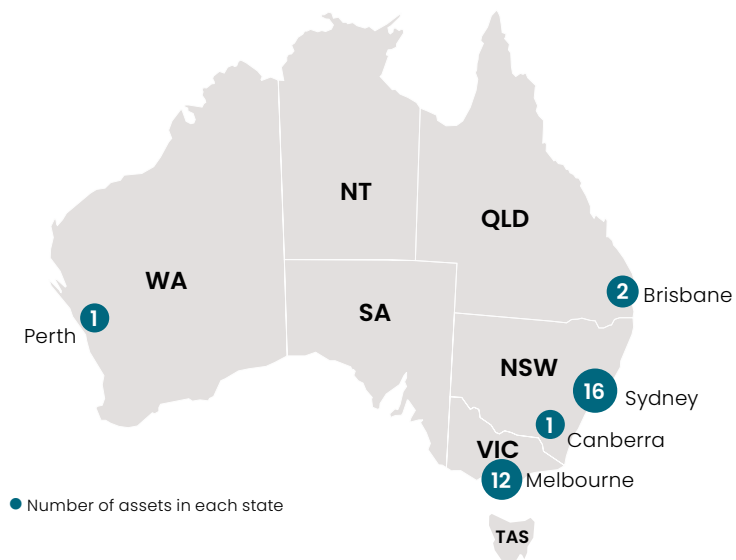 NT
QLD
WA
2
Brisbane
SA
1
Perth
NSW
16
Sydney
1
Canberra
VIC
12
Melbourne
Number of assets in each state
TAS